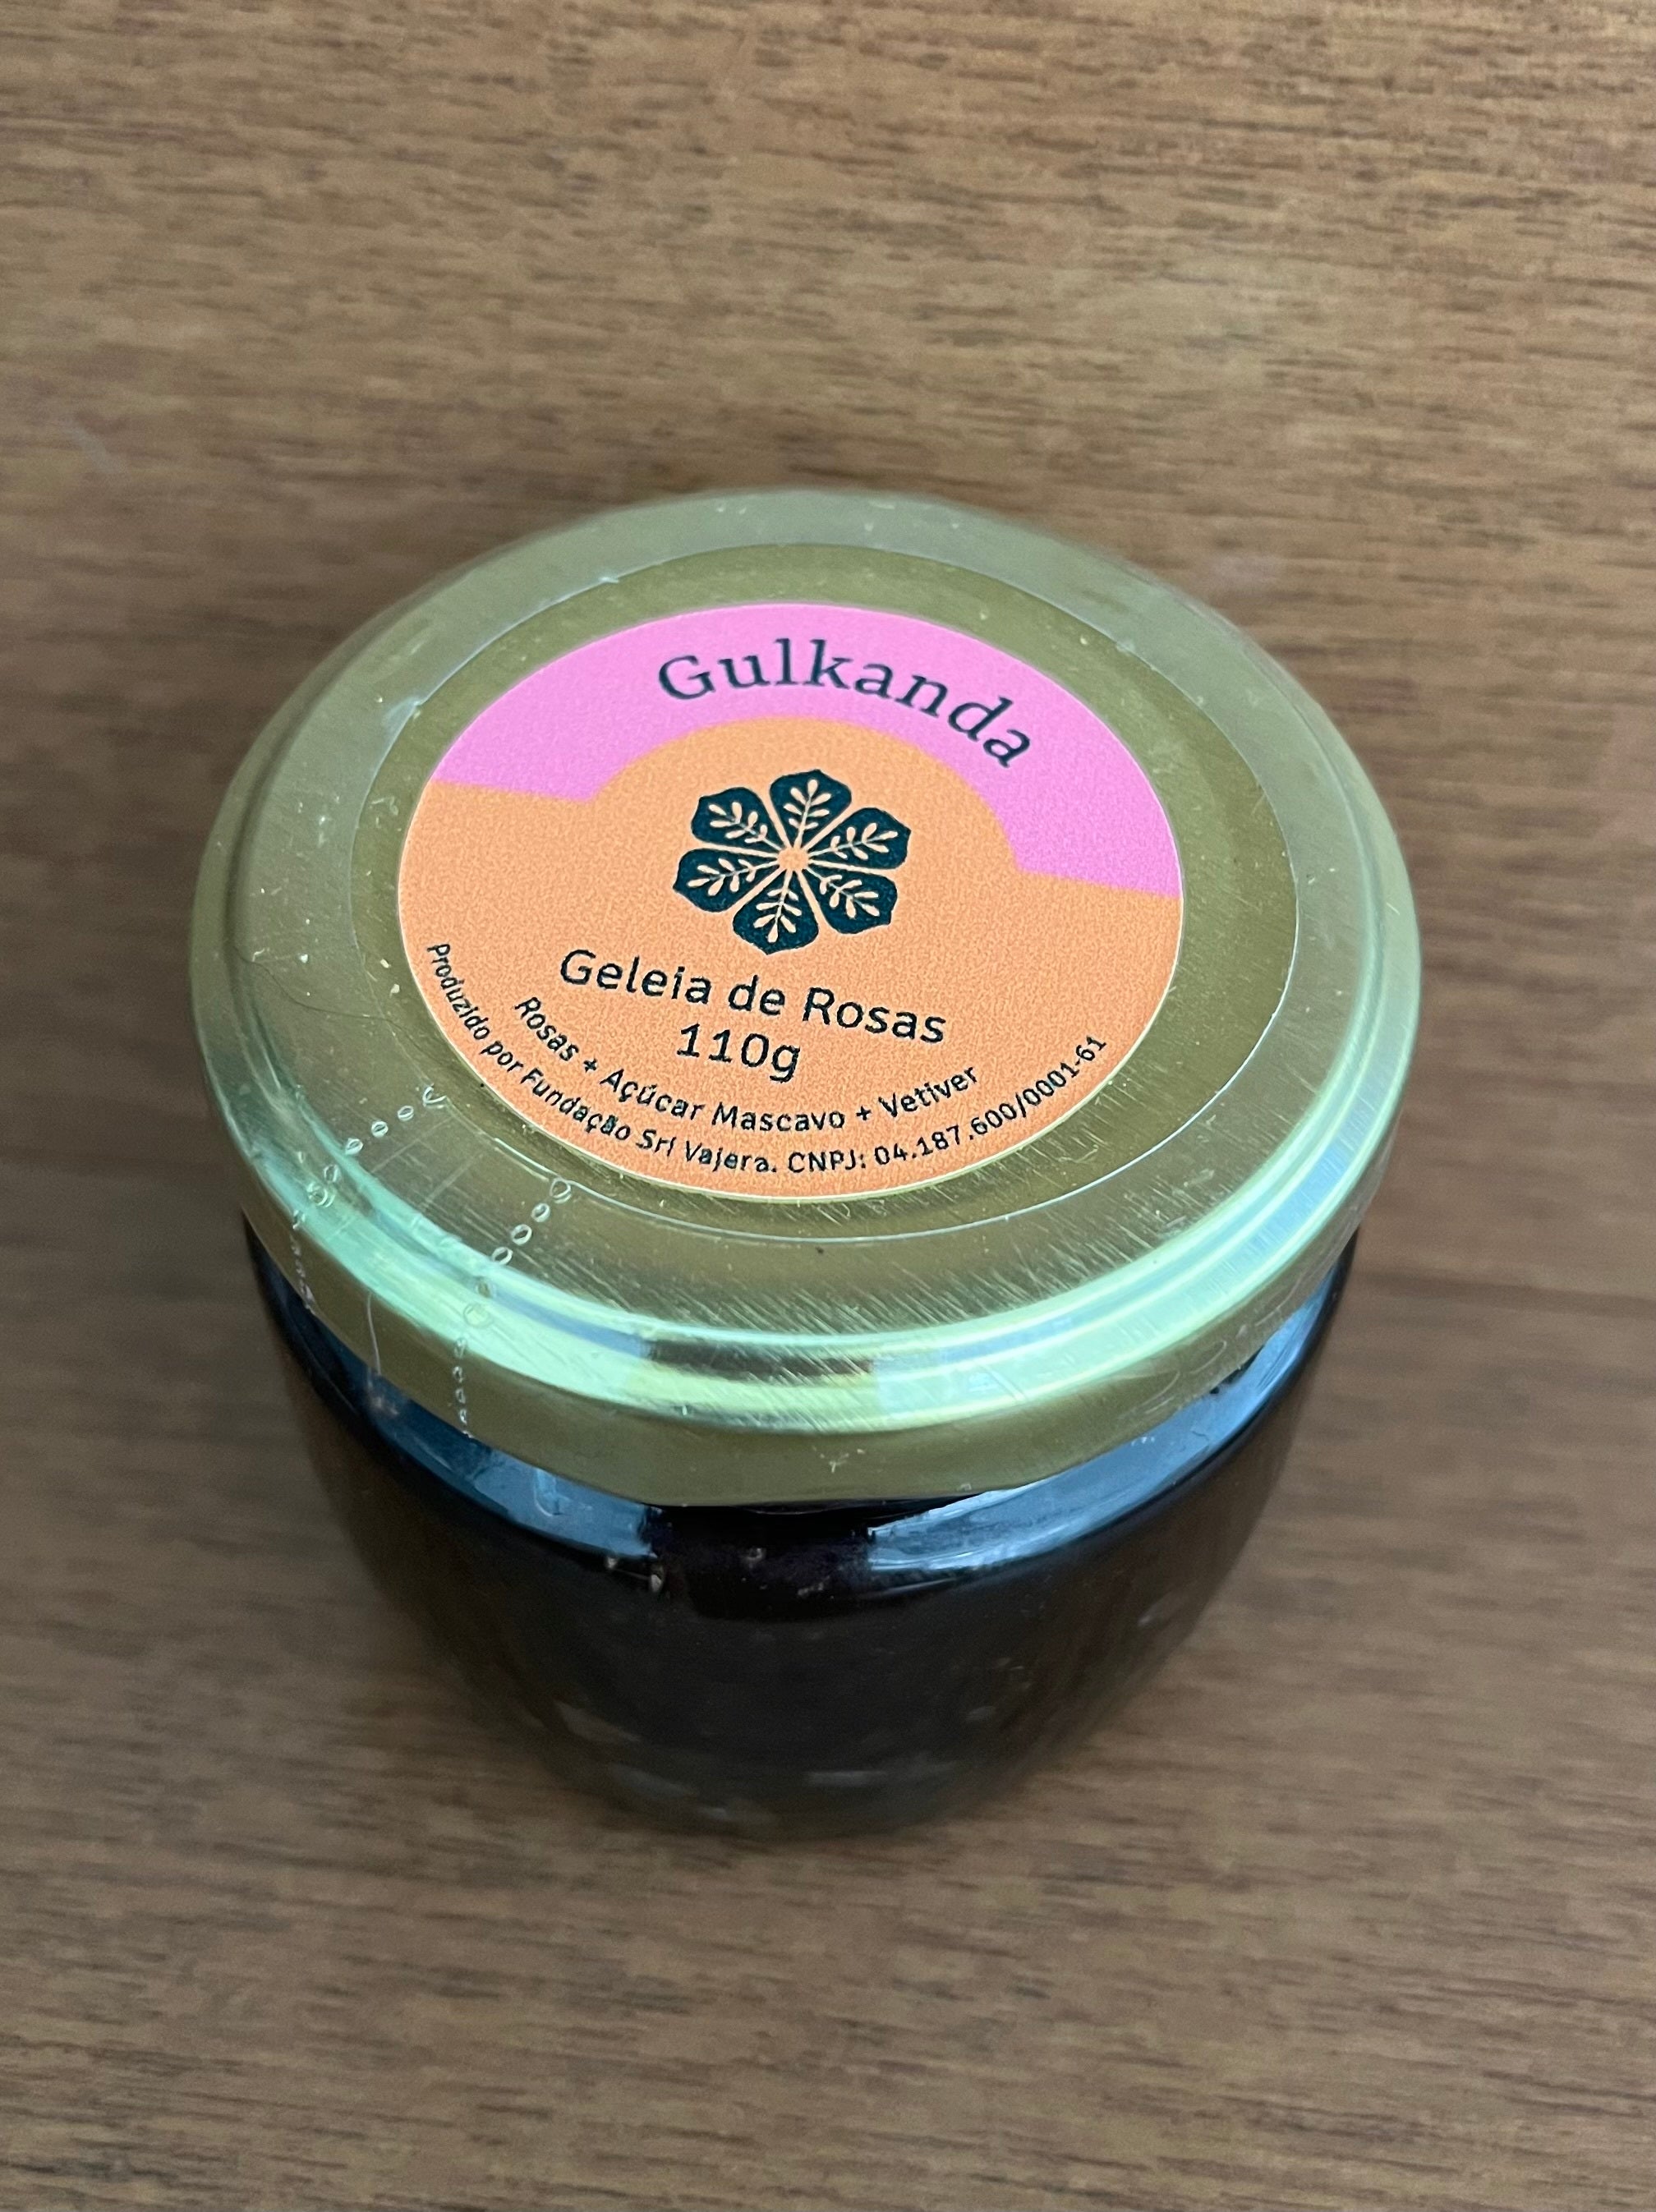 Gulkanda
Geleia de Rosas
110g
Rosas + Açúcar Mascavo + Vetiver
Produzido por Fundação Sri Vajera. CNPJ: 04.187.600/0001-61